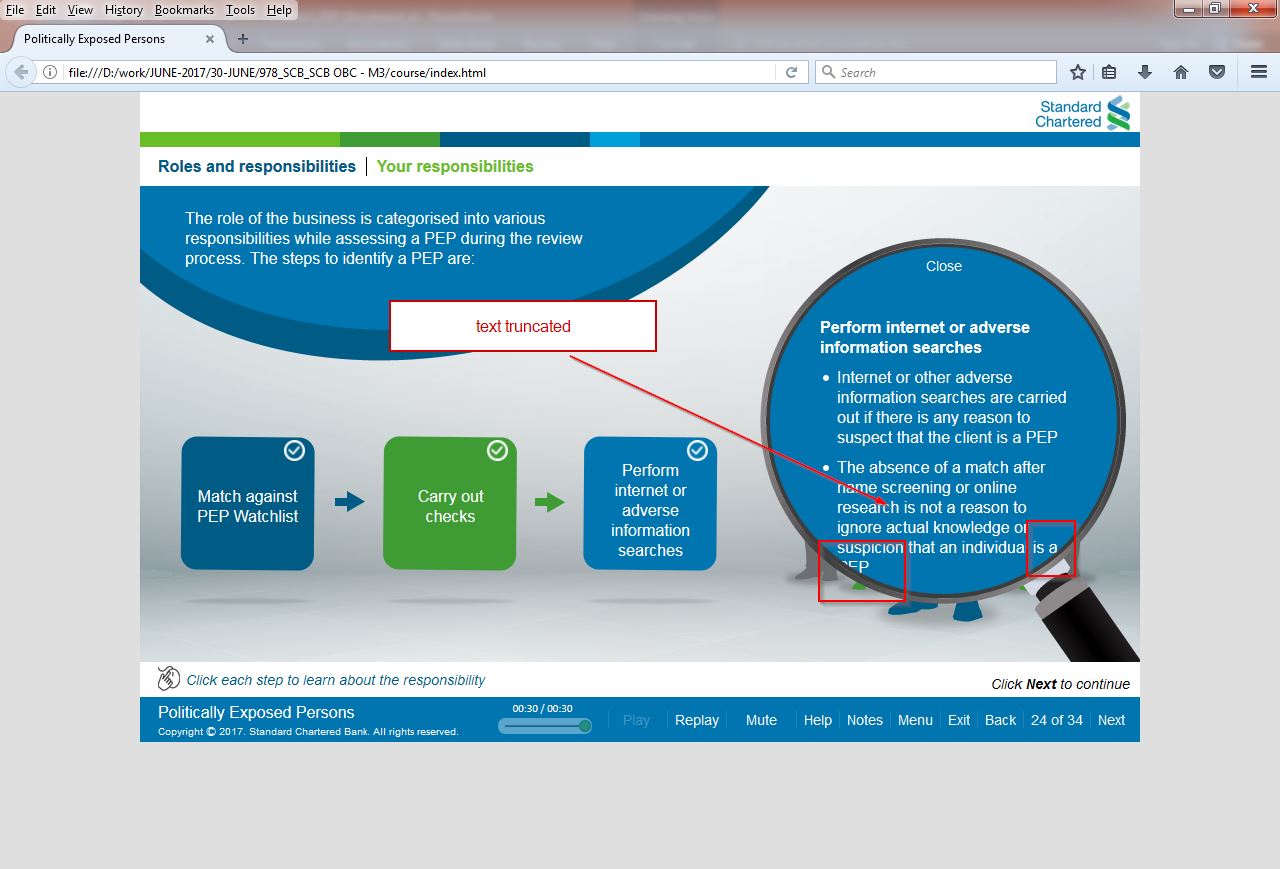 File Edit View History Bookmarks Tools Help
Politically Exposed Persons
file:///D:/work/JUNE-2017/30-JUNE/978_SCB_SCB OBC - M3/course/index.html
Search
Standard
Chartered
Roles and responsibilities | Your responsibilities
The role of the business is categorised into various
responsibilities while assessing a PEP during the review
process. The steps to identify a PEP are:
text truncated
Match against
PEP Watchlist
Carry out
checks
Perform
internet or
adverse
information
searches
Close
Perform internet or adverse
information searches
• Internet or other adverse
information searches are carried
out if there is any reason to
suspect that the client is a PEP
• The absence of a match after
name screening or online
research is not a reason to
ignore actual knowledge or
suspicion that an individual is a
PEP
Click each step to learn about the responsibility
Click Next to continue
Politically Exposed Persons
Copyright © 2017. Standard Chartered Bank. All rights reserved.
00:30 / 00:30
Play Replay Mute Help Notes Menu Exit Back 24 of 34 Next